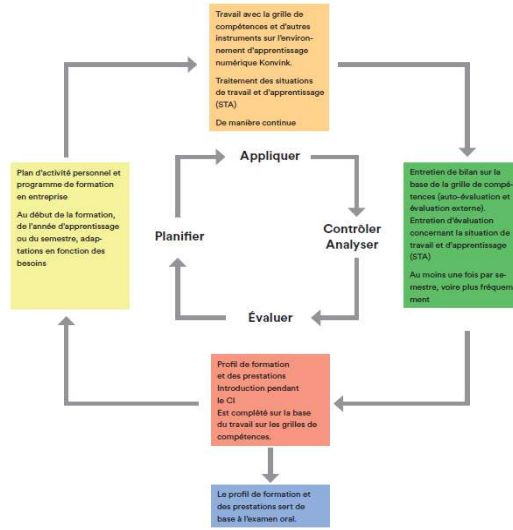 Travail avec la grille de
compétences et d'autres
instruments sur l'environ-
nement d'apprentissage
numérique Konvink.
Traitement des situations
de travail et d'apprentissage
(STA)
De manière continue
Plan d'activité personnel et
programme de formation
en entreprise
Au début de la formation,
de l'année d'apprentissage
ou du semestre, adap-
tations en fonction des
besoins
Appliquer
Planifier
Contrôler
Analyser
Évaluer
Entretien de bilan sur la
base de la grille de compé-
tences (auto-évaluation et
évaluation externe).
Entretien d'évaluation
concernant la situation de
travail et d'apprentissage
(STA)
Au moins une fois par se-
mestre, voire plus fréquem-
ment
Profil de formation
et des prestations
Introduction pendant
le CI
Est complété sur la base
du travail sur les grilles de
compétences.
Le profil de formation et
des prestations sert de
base à l'examen oral.